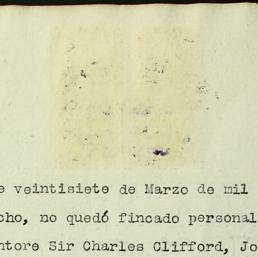 e veintisiete de Marzo de mil
cho, no quedó fincado personal
ntore Sir Charles Clifford, Jo